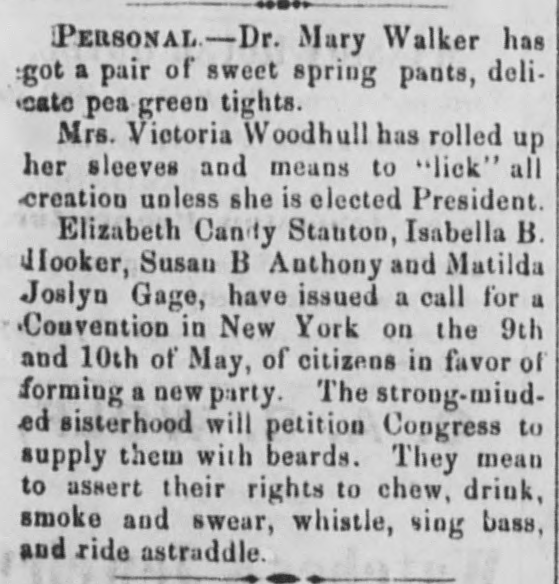 PERSONAL.—Dr. Mary Walker has
got a pair of sweet spring pants, deli-
cate pea green tights.
Mrs. Victoria Woodhull has rolled up
her sleeves and means to "lick" all
creation unless she is elected President.
Elizabeth Candy Stanton, Isabella B.
Hooker, Susan B Anthony and Matilda
Joslyn Gage, have issued a call for a
Convention in New York on the 9th
and 10th of May, of citizens in favor of
forming a new party. The strong-mind-
ed sisterhood will petition Congress to
supply them with beards. They mean
to assert their rights to chew, drink,
smoke and swear, whistle, sing bass,
and ride astraddle.